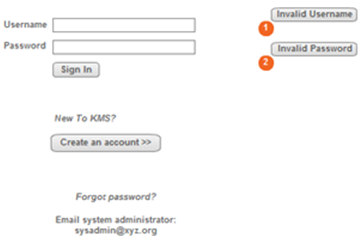 Username
Invalid Username
1
Password
Invalid Password
2
Sign In
New To KMS?
Create an account >>
Forgot password?
Email system administrator:
sysadmin@xyz.org